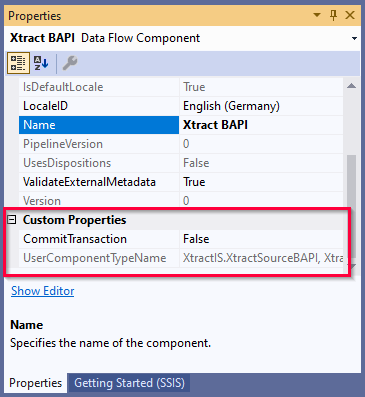 Properties
Xtract BAPI Data Flow Component
IsDefaultLocale True
LocaleID English (Germany)
Name Xtract BAPI
PipelineVersion 0
UsesDispositions False
ValidateExternalMetadata True
Version 0
Custom Properties
CommitTransaction False
UserComponentTypeName XtractIS.XtractSourceBAPI, Xtra
Show Editor
Name
Specifies the name of the component.
Properties Getting Started (SSIS)